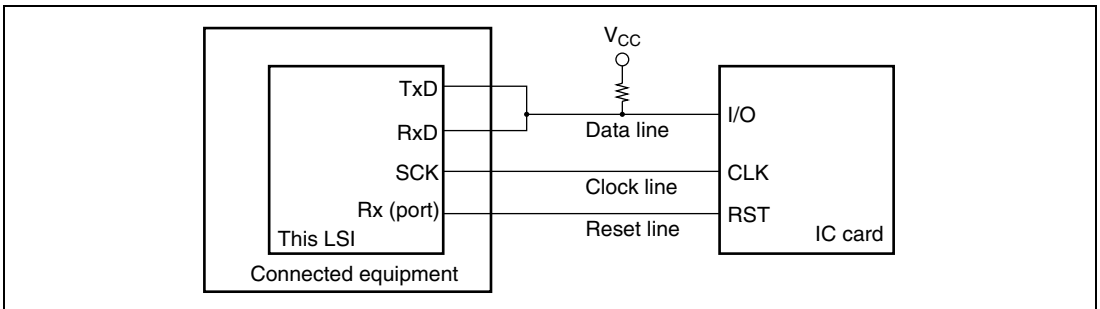 V_CC
TxD
RxD
SCK
Rx (port)
This LSI
Connected equipment
Data line
Clock line
Reset line
I/O
CLK
RST
IC card